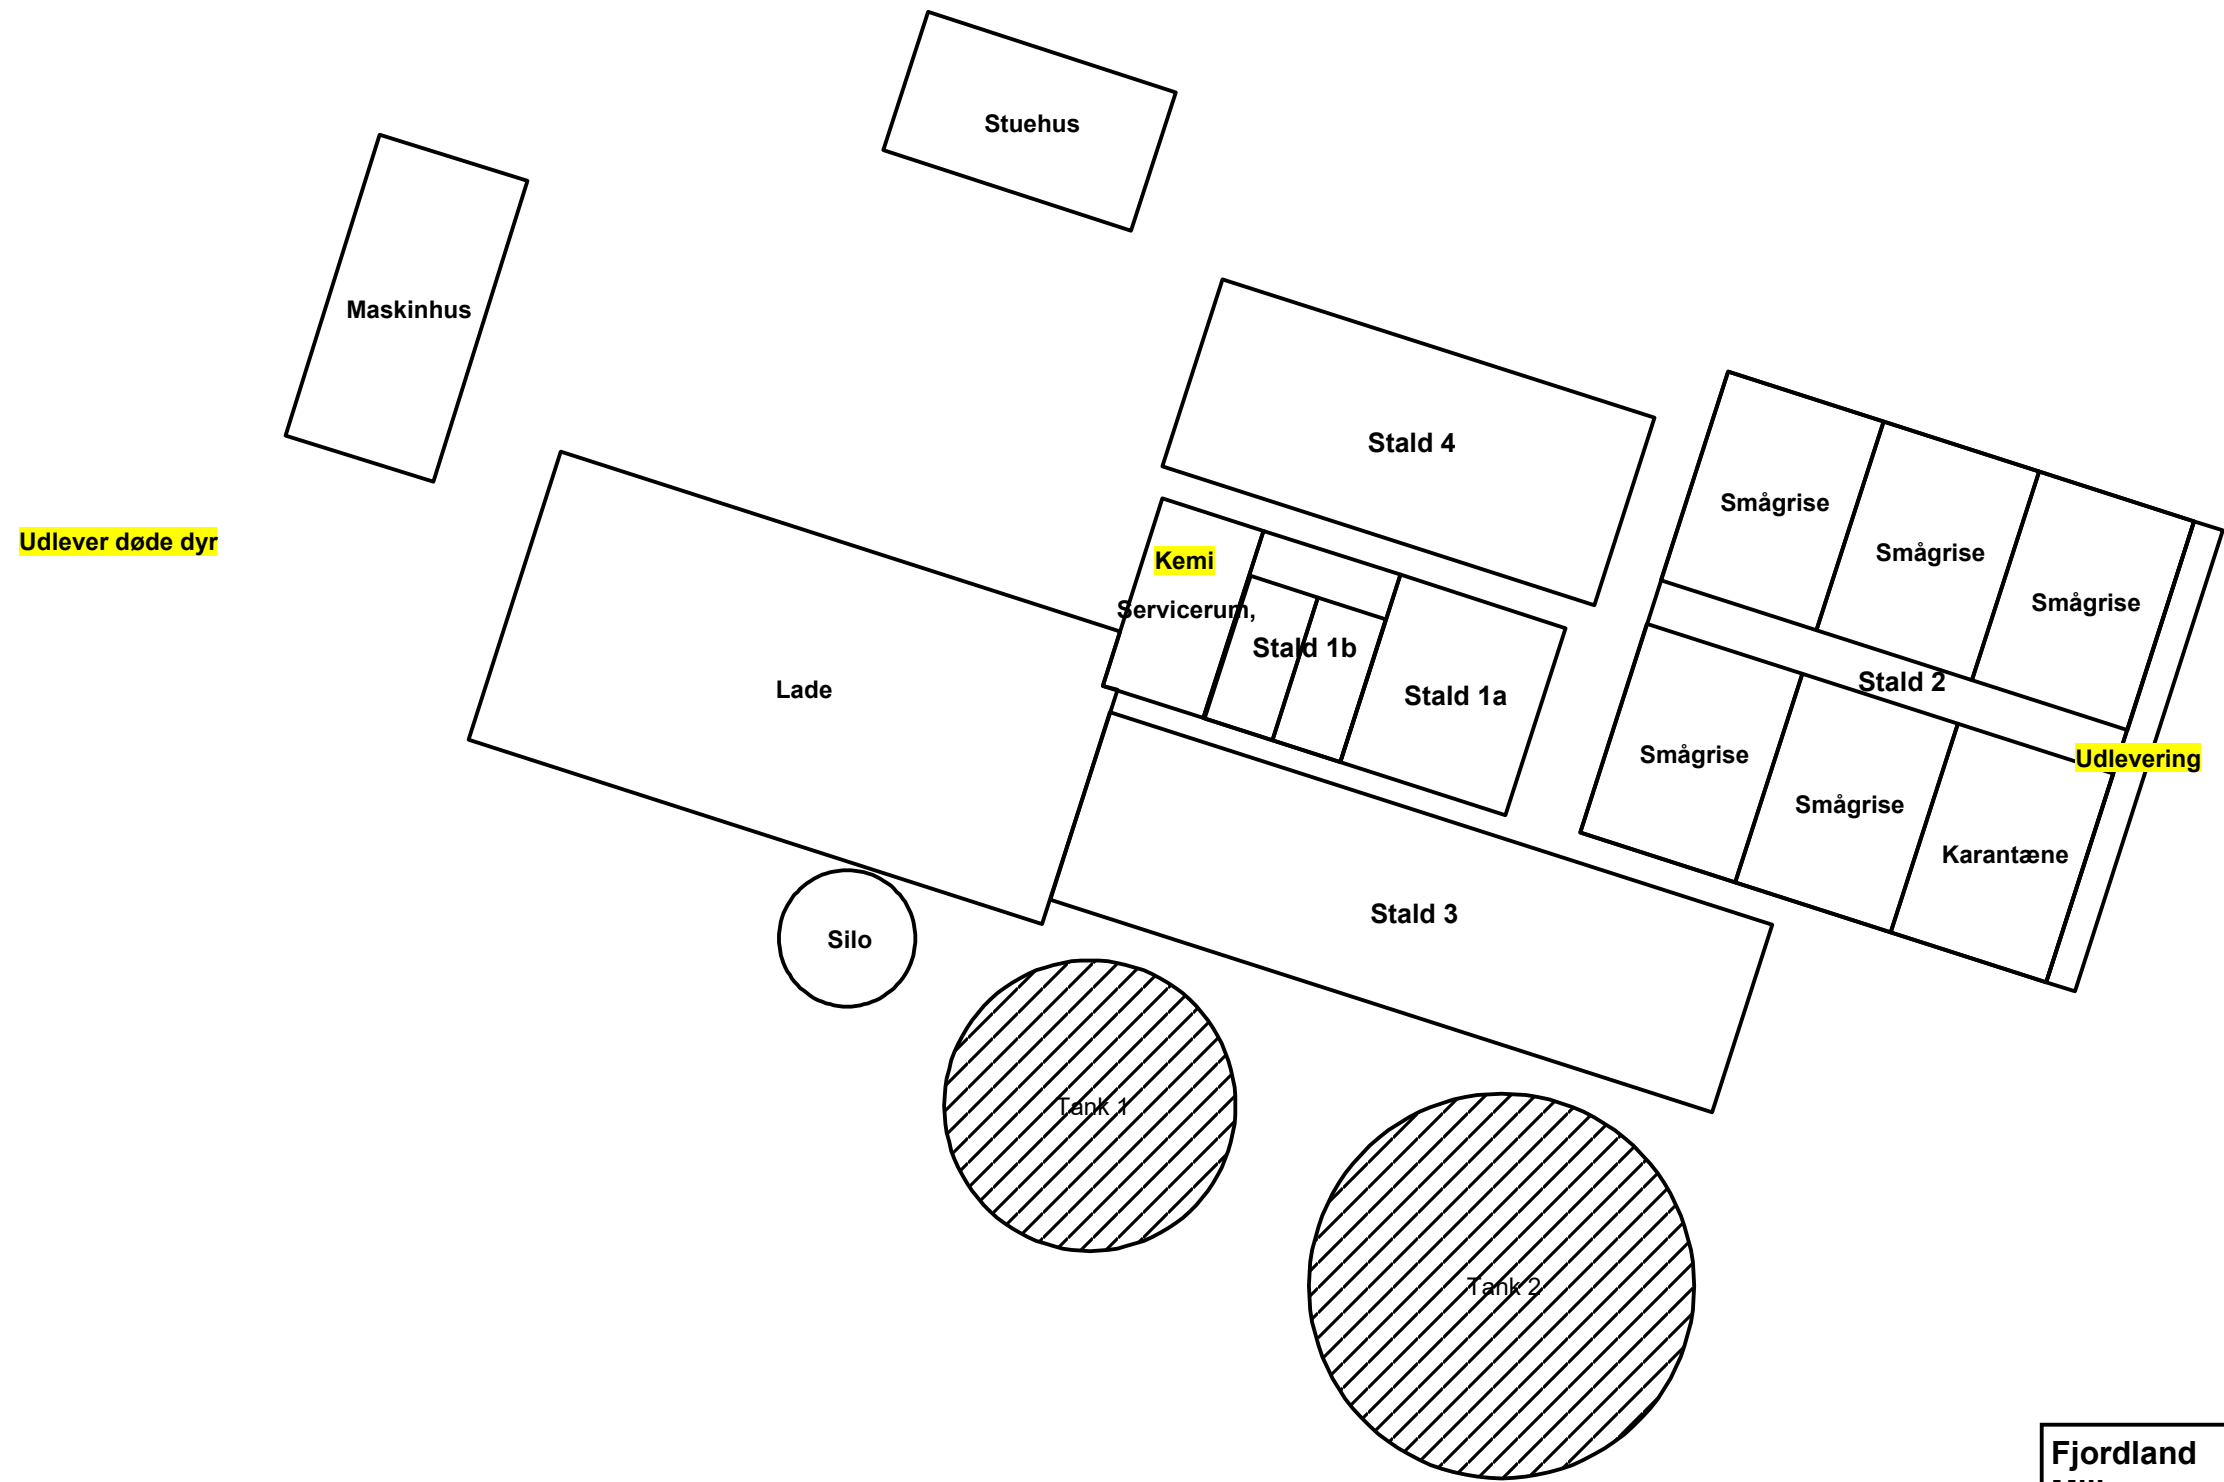 Stuehus
Maskinhus
Stald 4
Smågrise
Udlever døde dyr
Smågrise
Kemi
Smågrise
Servicerum,
Stald 1b
Stald 2
Lade
Stald 1a
Smågrise
Udlevering
Smågrise
Karantæne
Stald 3
Silo
Tank 1
Tank 2
Fjordland